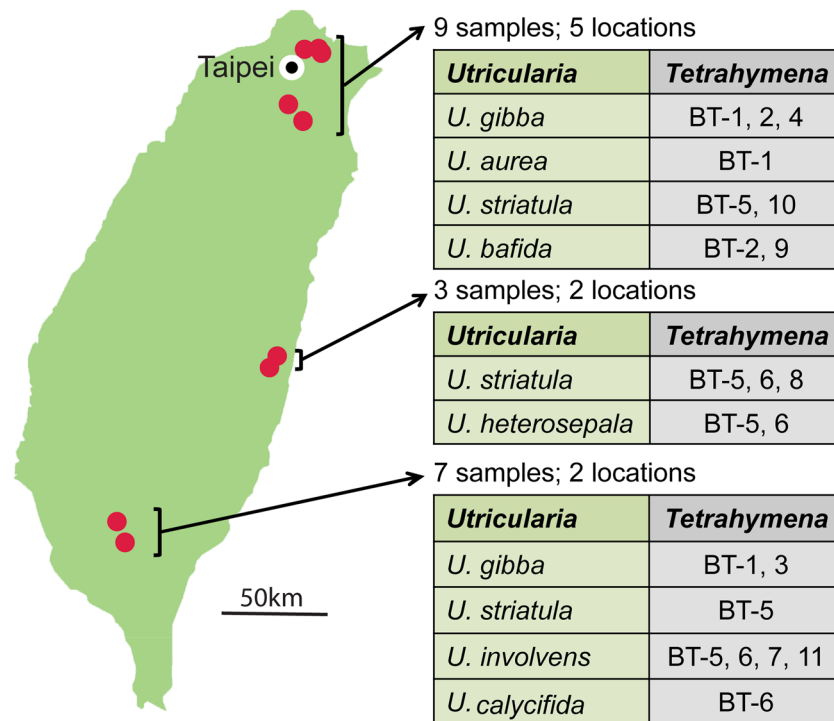 Taipei
9 samples; 5 locations
Utricularia Tetrahymena
U. gibba BT-1, 2, 4
U. aurea BT-1
U. striatula BT-5, 10
U. bafida BT-2, 9
3 samples; 2 locations
Utricularia Tetrahymena
U. striatula BT-5, 6, 8
U. heterosepala BT-5, 6
7 samples; 2 locations
Utricularia Tetrahymena
U. gibba BT-1, 3
U. striatula BT-5
U. involvens BT-5, 6, 7, 11
U. calycifida BT-6
50km